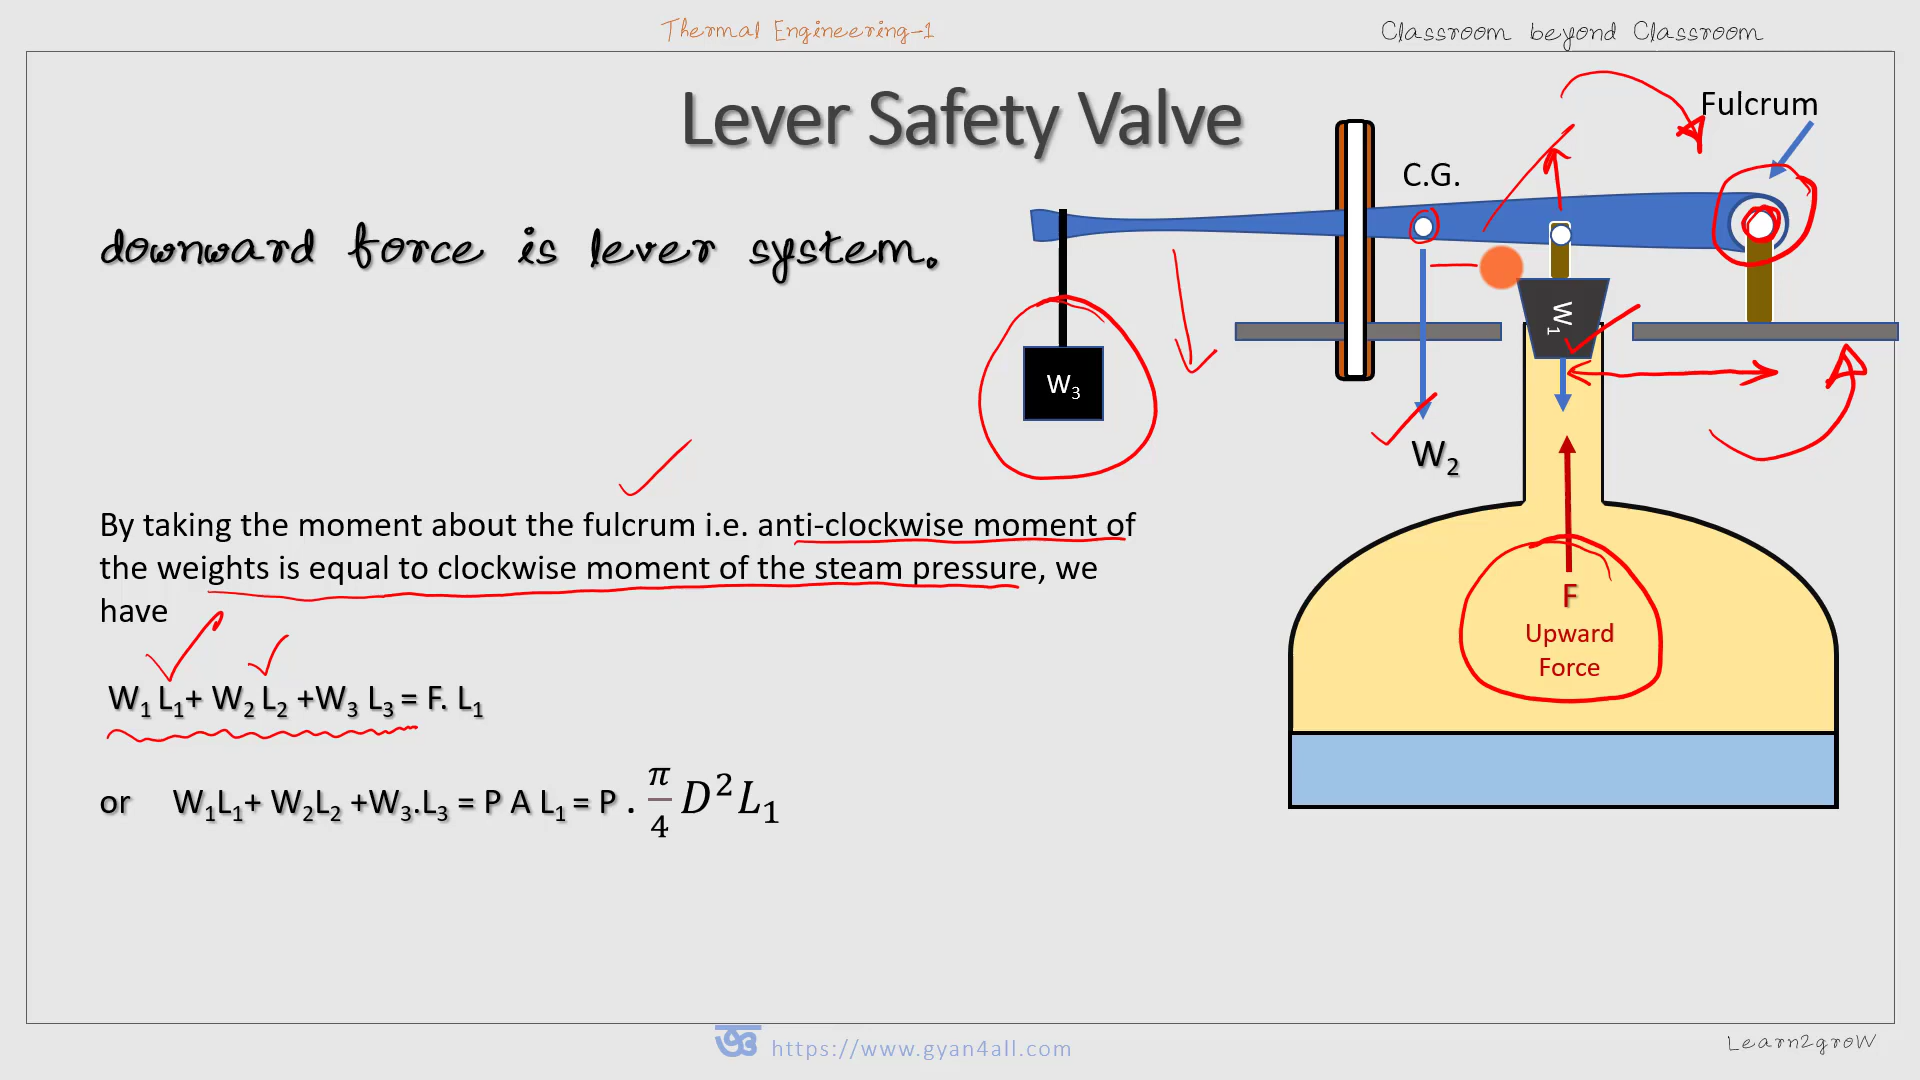 Thermal Engineering-1
Classroom beyond Classroom
Lever Safety Valve
Fulcrum
C.G.
downward force is lever system.
W1
W3
W2
By taking the moment about the fulcrum i.e. anti-clockwise moment of
the weights is equal to clockwise moment of the steam pressure, we
have
F
Upward
Force
W1 L1+ W2 L2 +W3 L3 = F. L1
or W1L1+ W2L2 +W3.L3 = P A L1 = P . π/4 D²L1
https://www.gyan4all.com
Learn2groW